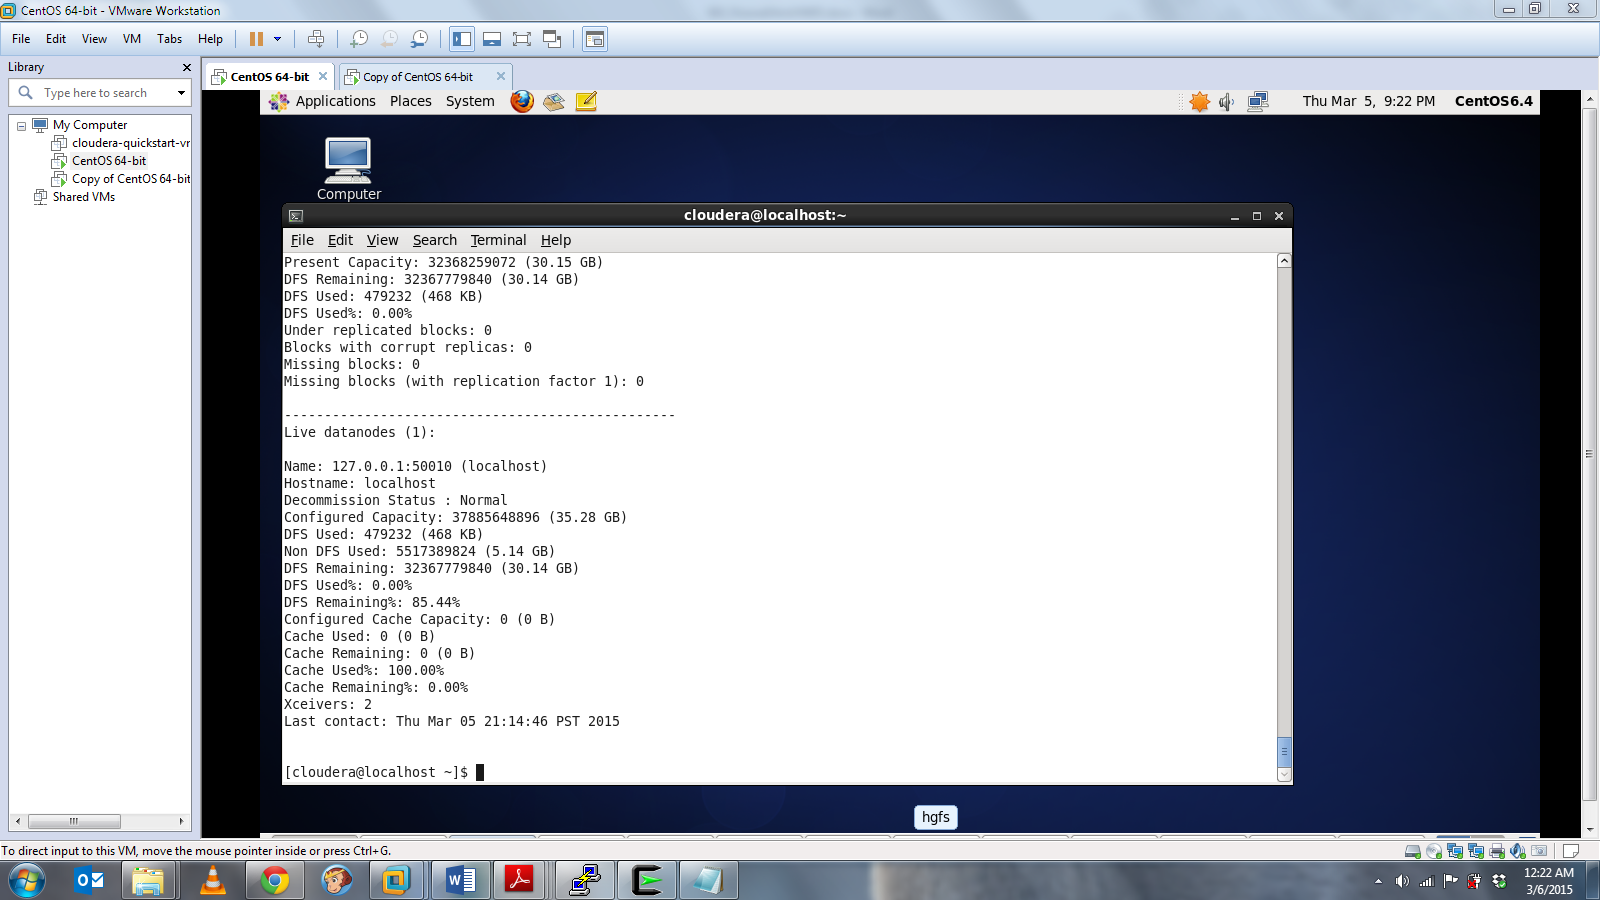 CentOS 64-bit - VMware Workstation
File Edit View VM Tabs Help
Library
Type here to search
My Computer
cloudera-quickstart-vr
CentOS 64-bit
Copy of CentOS 64-bit
Shared VMs
CentOS 64-bit
Copy of CentOS 64-bit
Applications Places System
Thu Mar 5, 9:22 PM CentOS6.4
Computer
cloudera@localhost:~
File Edit View Search Terminal Help
Present Capacity: 32368259072 (30.15 GB)
DFS Remaining: 32367779840 (30.14 GB)
DFS Used: 479232 (468 KB)
DFS Used%: 0.00%
Under replicated blocks: 0
Blocks with corrupt replicas: 0
Missing blocks: 0
Missing blocks (with replication factor 1): 0
-------------------------------------------------
Live datanodes (1):
Name: 127.0.0.1:50010 (localhost)
Hostname: localhost
Decommission Status : Normal
Configured Capacity: 37885648896 (35.28 GB)
DFS Used: 479232 (468 KB)
Non DFS Used: 5517389824 (5.14 GB)
DFS Remaining: 32367779840 (30.14 GB)
DFS Used%: 0.00%
DFS Remaining%: 85.44%
Configured Cache Capacity: 0 (0 B)
Cache Used: 0 (0 B)
Cache Remaining: 0 (0 B)
Cache Used%: 100.00%
Cache Remaining%: 0.00%
Xceivers: 2
Last contact: Thu Mar 05 21:14:46 PST 2015
[cloudera@localhost ~]$
hgfs
To direct input to this VM, move the mouse pointer inside or press Ctrl+G.
12:22 AM
3/6/2015